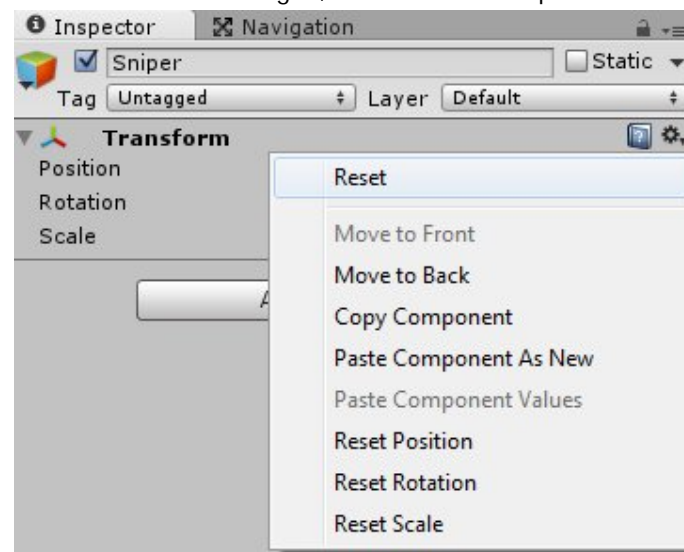 Inspector Navigation
Sniper Static
Tag Untagged Layer Default
Transform
Position
Rotation
Scale
A
Reset
Move to Front
Move to Back
Copy Component
Paste Component As New
Paste Component Values
Reset Position
Reset Rotation
Reset Scale